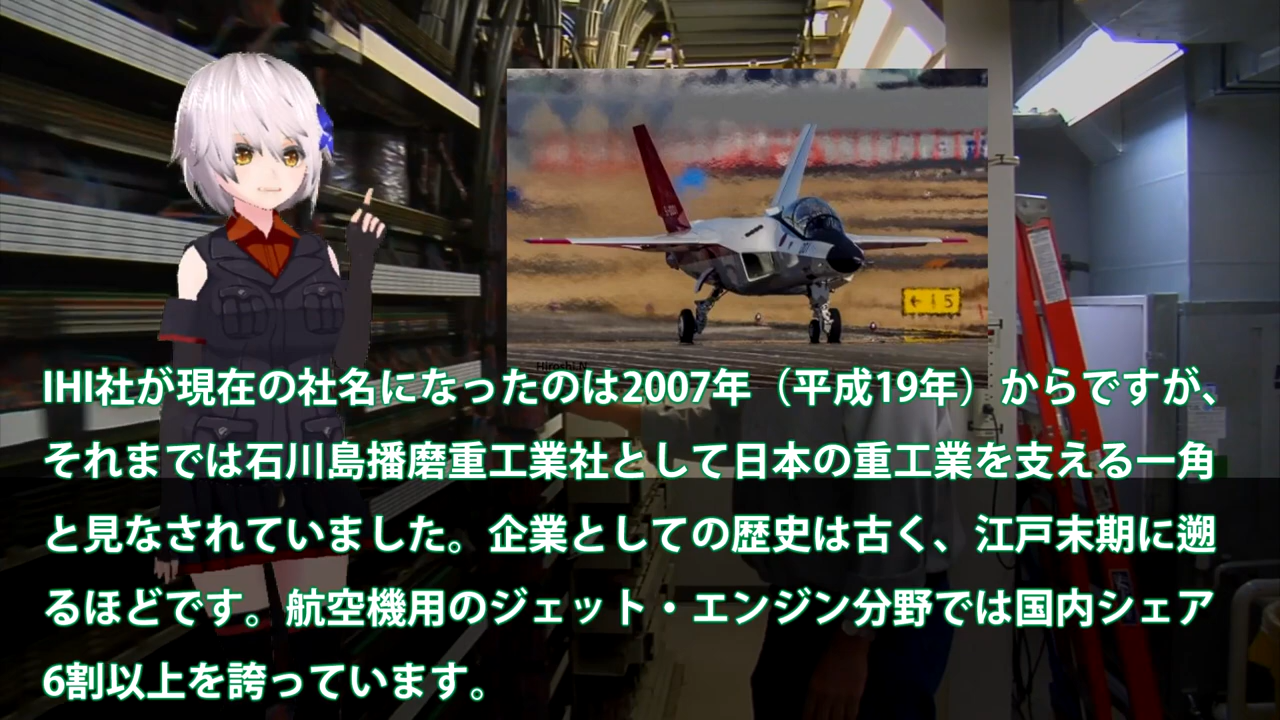 ← 15
Hiroshi N
IHI社が現在の社名になったのは2007年（平成19年）からですが、
それまでは石川島播磨重工業社として日本の重工業を支える一角
と見なされていました。企業としての歴史は古く、江戸末期に遡
るほどです。航空機用のジェット・エンジン分野では国内シェア
6割以上を誇っています。